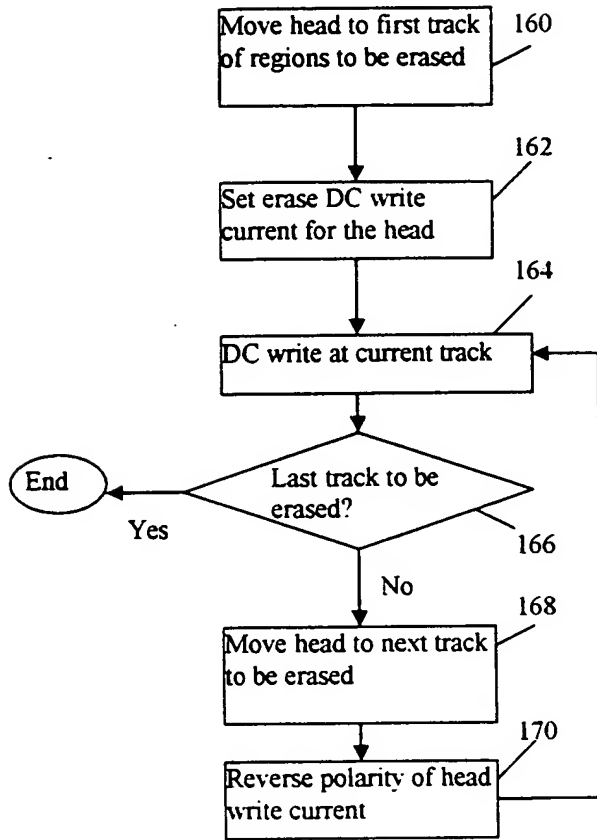 Move head to first track
of regions to be erased
160
162
Set erase DC write
current for the head
164
DC write at current track
Last track to be
erased?
End
Yes
166
No
168
Move head to next track
to be erased
170
Reverse polarity of head
write current